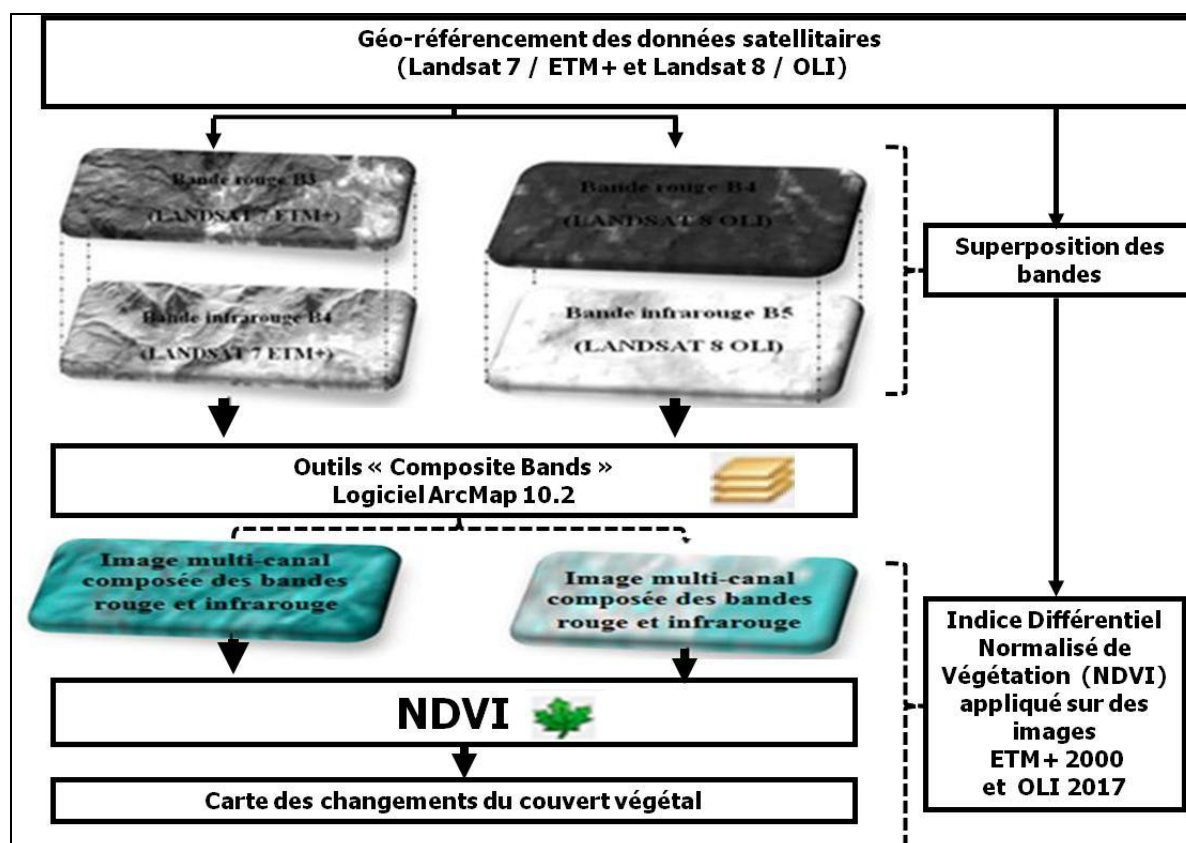 Géo-référencement des données satellitaires
(Landsat 7 / ETM+ et Landsat 8 / OLI)
Bande rouge B3
(LANDSAT 7 ETM+)
Bande rouge B4
(LANDSAT 8 OLI)
Superposition des
bandes
Bande infrarouge B4
(LANDSAT 7 ETM+)
Bande infrarouge B5
(LANDSAT 8 OLI)
Outils « Composite Bands »
Logiciel ArcMap 10.2
Image multi-canal
composée des bandes
rouge et infrarouge
Image multi-canal
composée des bandes
rouge et infrarouge
Indice Différentiel
Normalisé de
Végétation (NDVI)
appliqué sur des
images
ETM+ 2000
et OLI 2017
NDVI
Carte des changements du couvert végétal